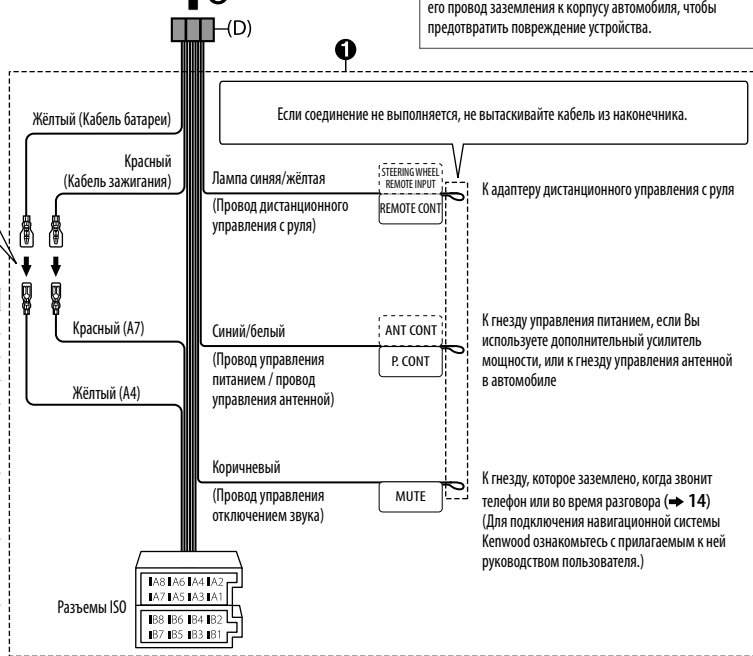 его провод заземления к корпусу автомобиля, чтобы
предотвратить повреждение устройства.
(D)
1
Если соединение не выполняется, не вытаскивайте кабель из наконечника.
Жёлтый (Кабель батареи)
Красный
(Кабель зажигания)
Лампа синяя/жёлтая
(Провод дистанционного
управления с руля)
STEERING WHEEL
REMOTE INPUT
REMOTE CONT
К адаптеру дистанционного управления с руля
Красный (A7)
Жёлтый (A4)
Синий/белый
(Провод управления
питанием / провод
управления антенной)
ANT CONT
P. CONT
К гнезду управления питанием, если Вы
используете дополнительный усилитель
мощности, или к гнезду управления антенной
в автомобиле
Коричневый
(Провод управления
отключением звука)
MUTE
К гнезду, которое заземлено, когда звонит
телефон или во время разговора (➡ 14)
(Для подключения навигационной системы
Kenwood ознакомьтесь с прилагаемым к ней
руководством пользователя.)
Разъемы ISO
A8 A6 A4 A2
A7 A5 A3 A1
B8 B6 B4 B2
B7 B5 B3 B1